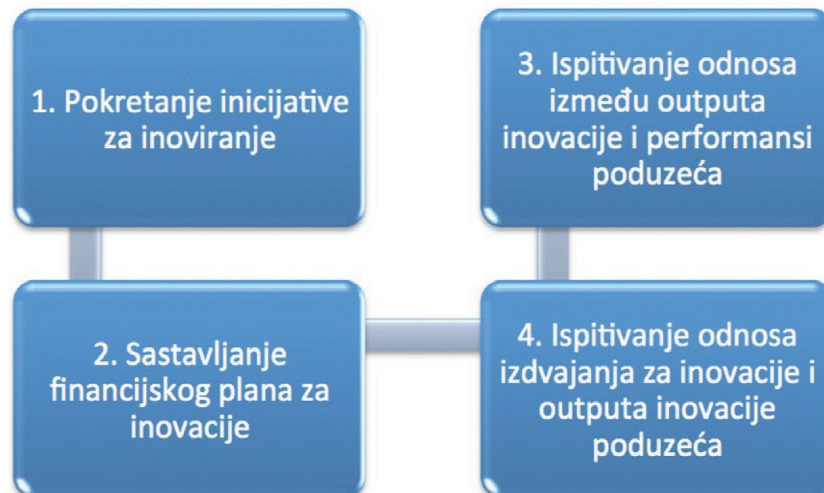 1. Pokretanje inicijative
za inoviranje
2. Sastavljanje
financijskog plana za
inovacije
3. Ispitivanje odnosa
između outputa
inovacije i performansi
poduzeća
4. Ispitivanje odnosa
izdvajanja za inovacije i
outputa inovacije
poduzeća